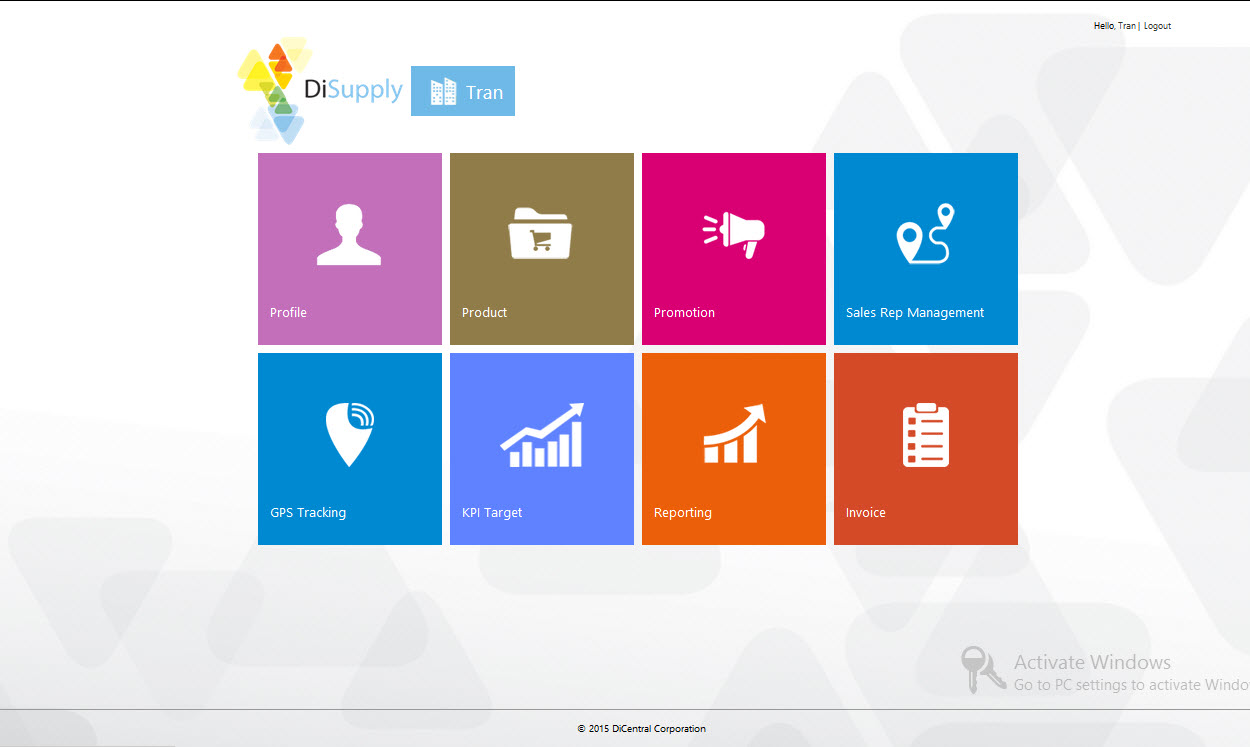 Hello, Tran | Logout
DiSupply
Tran
Profile
Product
Promotion
Sales Rep Management
GPS Tracking
KPI Target
Reporting
Invoice
Activate Windows
Go to PC settings to activate Windo
© 2015 DiCentral Corporation